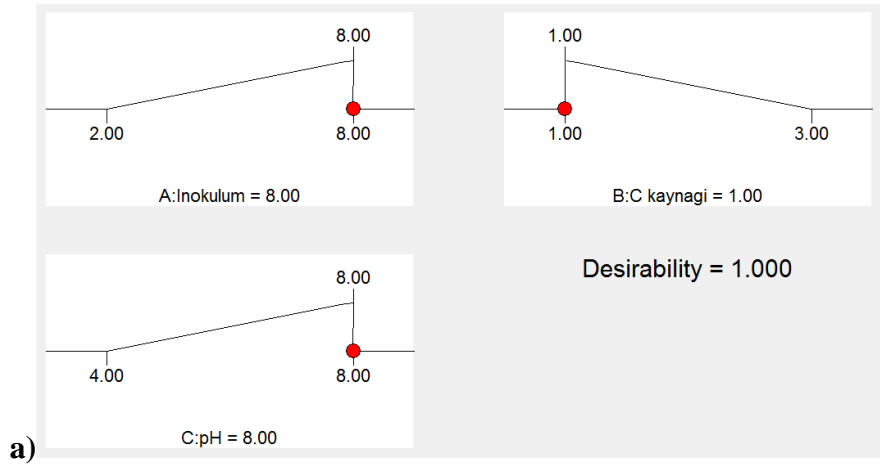 8.00
2.00
8.00
A:Inokulum = 8.00
1.00
1.00
3.00
B:C kaynagi = 1.00
8.00
4.00
8.00
C:pH = 8.00
Desirability = 1.000
a)